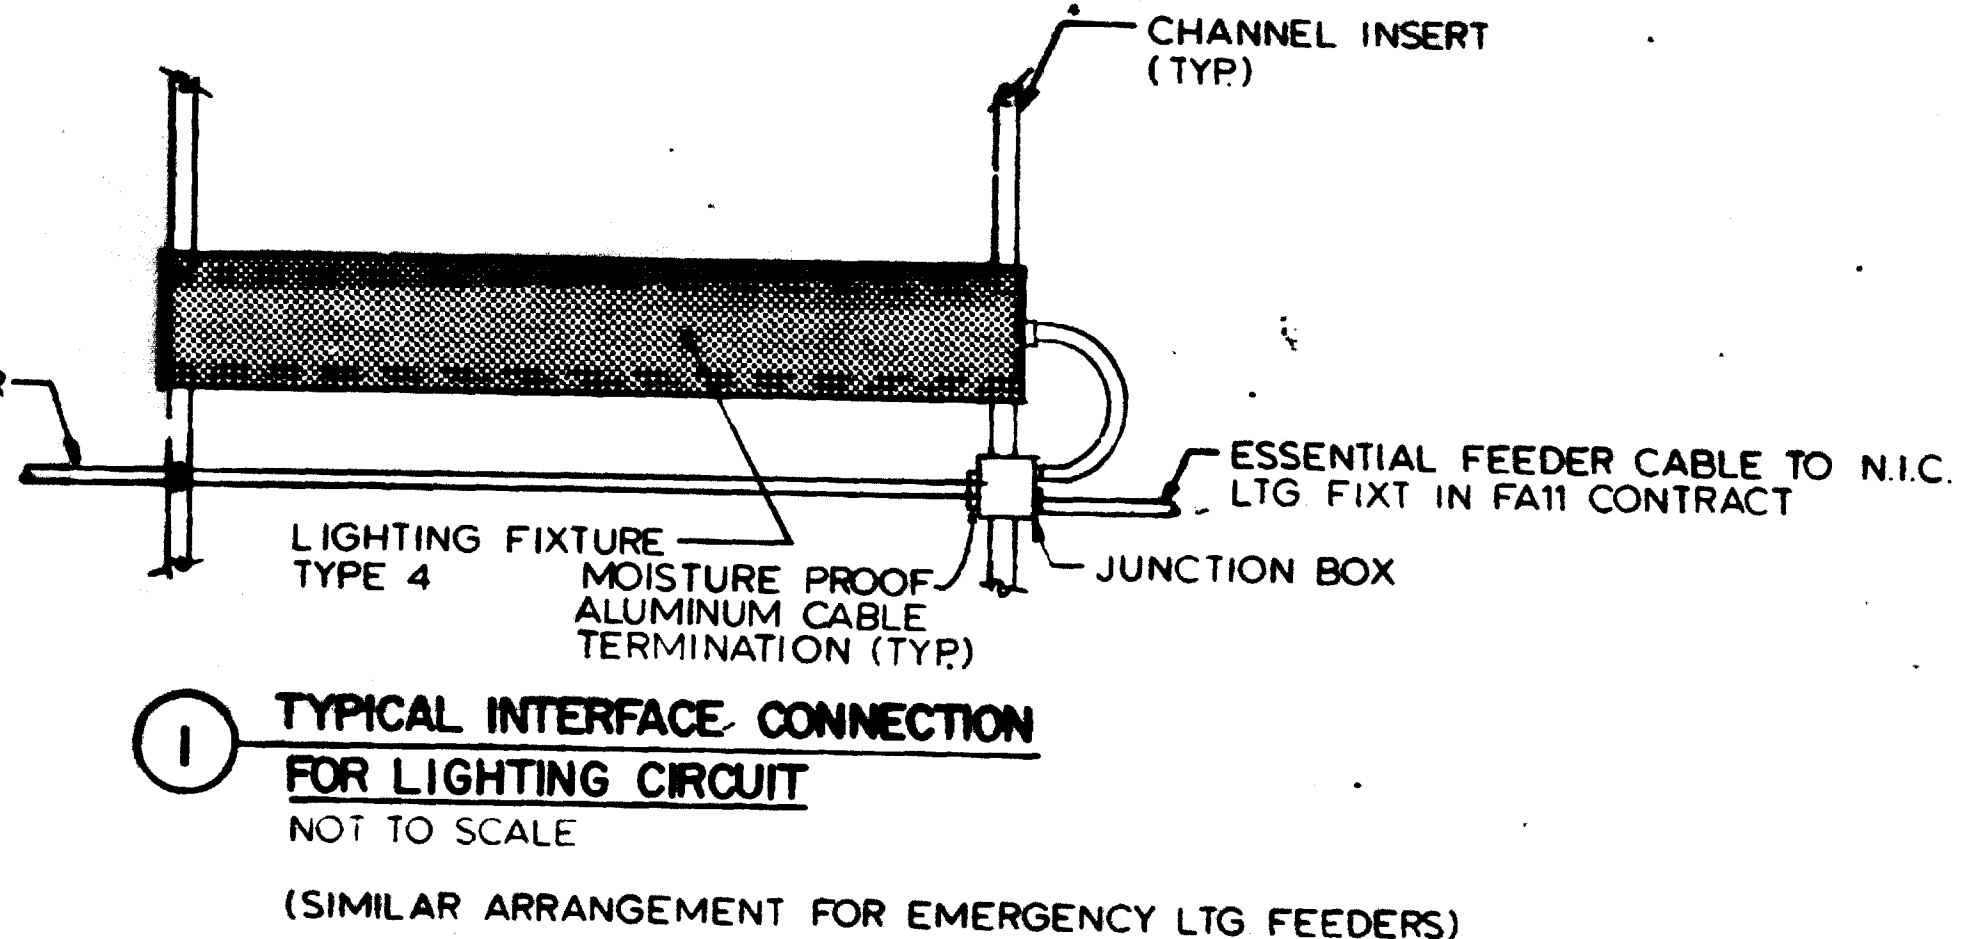 CHANNEL INSERT
(TYP.)
R
ESSENTIAL FEEDER CABLE TO N.I.C.
LTG FIXT IN FA11 CONTRACT
LIGHTING FIXTURE
TYPE 4
MOISTURE PROOF
ALUMINUM CABLE
TERMINATION (TYP.)
JUNCTION BOX
1
TYPICAL INTERFACE CONNECTION
FOR LIGHTING CIRCUIT
NOT TO SCALE
(SIMILAR ARRANGEMENT FOR EMERGENCY LTG FEEDERS)